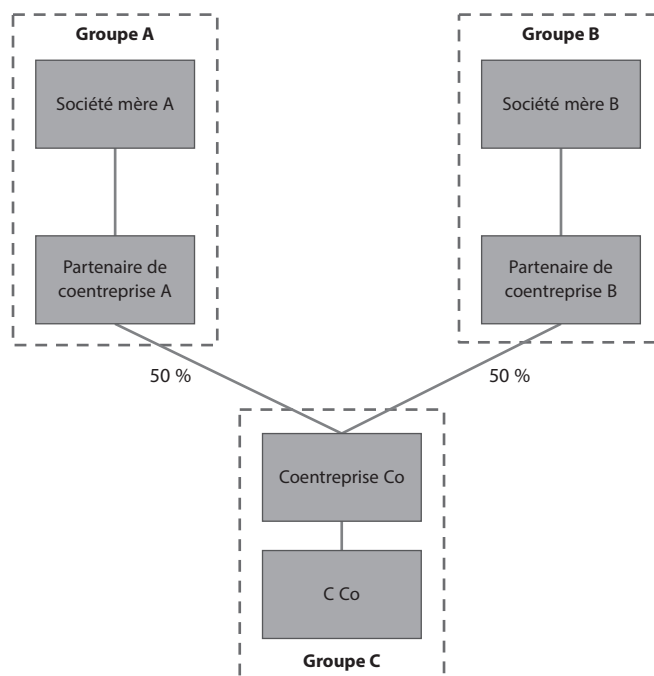 Groupe A
Groupe B
Société mère A
Société mère B
Partenaire de
coentreprise A
Partenaire de
coentreprise B
50 %
50 %
Coentreprise Co
C Co
Groupe C